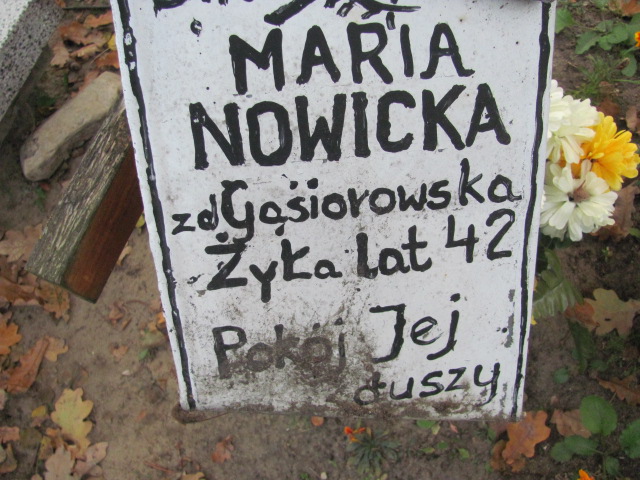 MARIA
NOWICKA
zd Gąsiorowska
Żyła lat 42
Pokój Jej
duszy